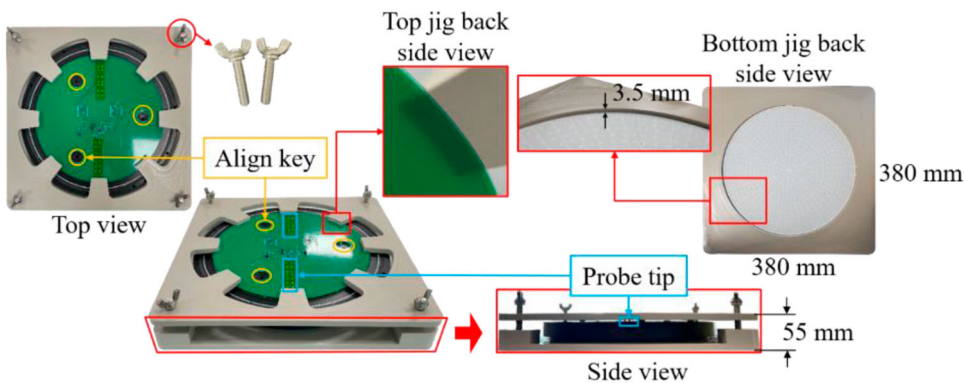 Top jig back
side view
Bottom jig back
side view
3.5 mm
Align key
380 mm
Top view
380 mm
Probe tip
55 mm
Side view